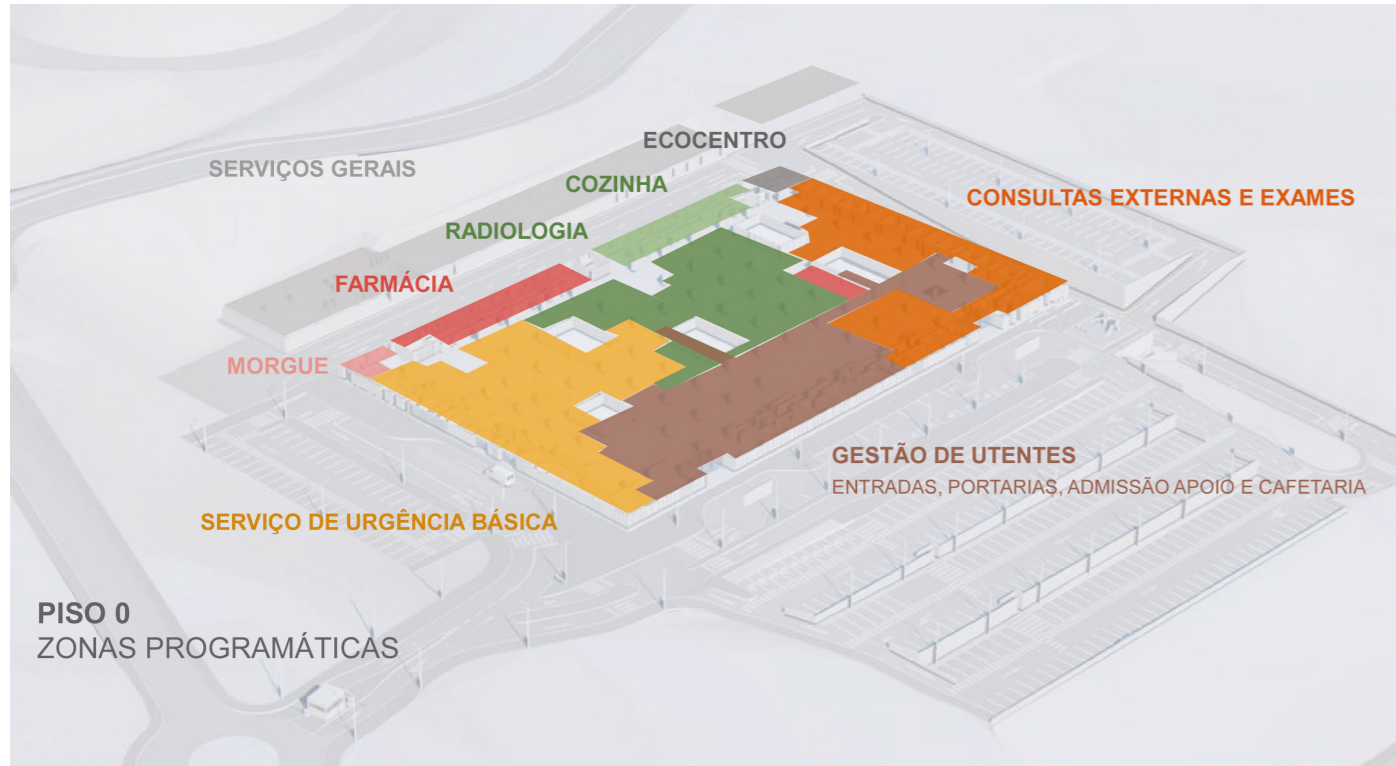 ECOCENTRO
SERVIÇOS GERAIS
COZINHA
CONSULTAS EXTERNAS E EXAMES
RADIOLOGIA
FARMÁCIA
MORGUE
GESTÃO DE UTENTES
ENTRADAS, PORTARIAS, ADMISSÃO APOIO E CAFETARIA
SERVIÇO DE URGÊNCIA BÁSICA
PISO 0
ZONAS PROGRAMÁTICAS